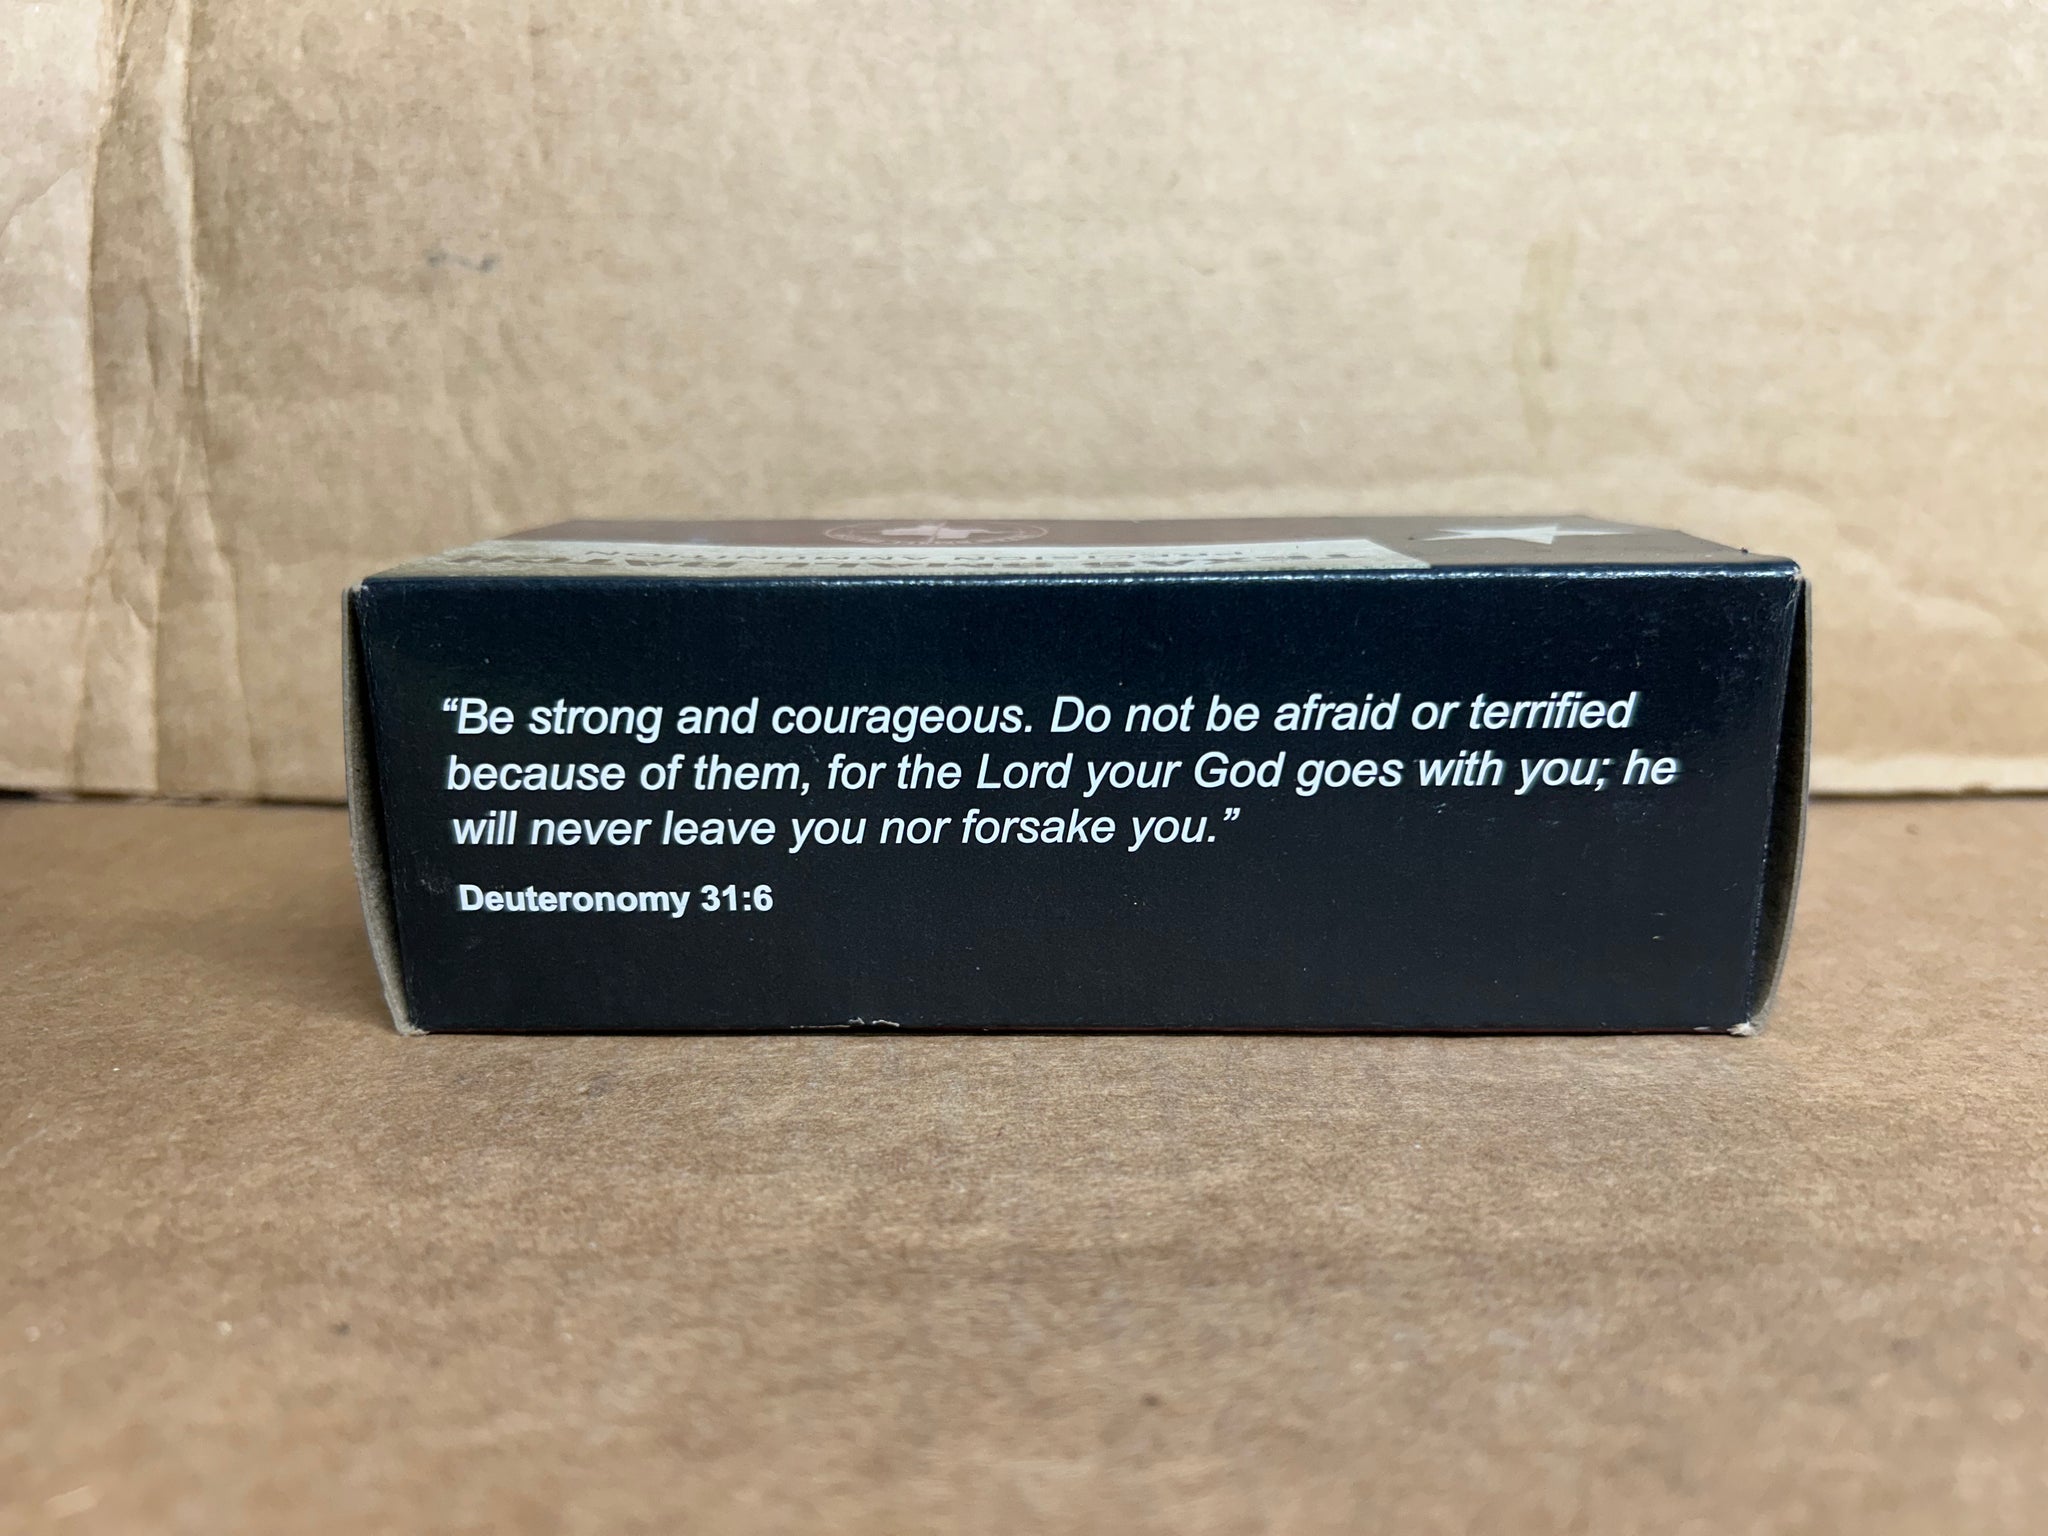 “Be strong and courageous. Do not be afraid or terrified
because of them, for the Lord your God goes with you; he
will never leave you nor forsake you.”
Deuteronomy 31:6